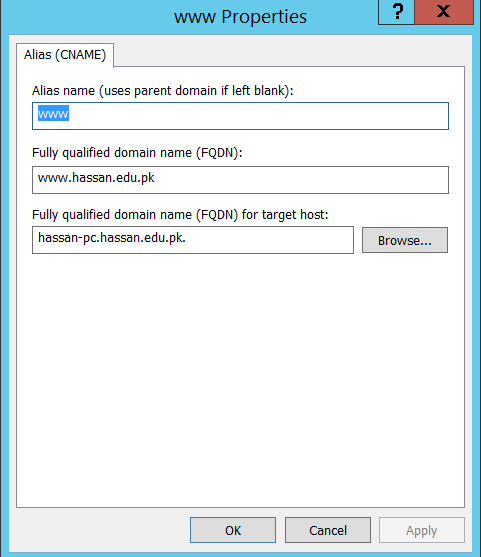 www Properties
?
x
Alias (CNAME)
Alias name (uses parent domain if left blank):
www
Fully qualified domain name (FQDN):
www.hassan.edu.pk
Fully qualified domain name (FQDN) for target host:
hassan-pc.hassan.edu.pk.
Browse...
OK
Cancel
Apply